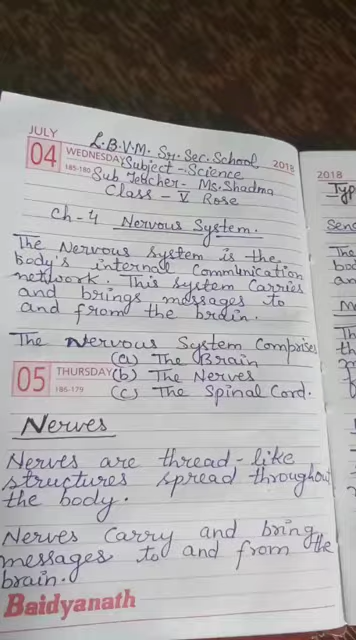 JULY
L.B.V.M. Sr. Sec. School
04 WEDNESDAY Subject - Science 2018
185-180 Sub Teacher - Ms. Shadma
Class - V Rose
Ch-4 Nervous System.
The Nervous System is the
body's internal Communication
network. This system Carries
and brings messages to
and from the brain.
The Nervous System Comprises
(a) The Brain
05 THURSDAY (b) The Nerves
186-179 (c) The Spinal Cord.
Nerves
Nerves are thread-like
structures spread throughout
the body.
Nerves Carry and bring
messages to and from the
brain.
Baidyanath
2018
The